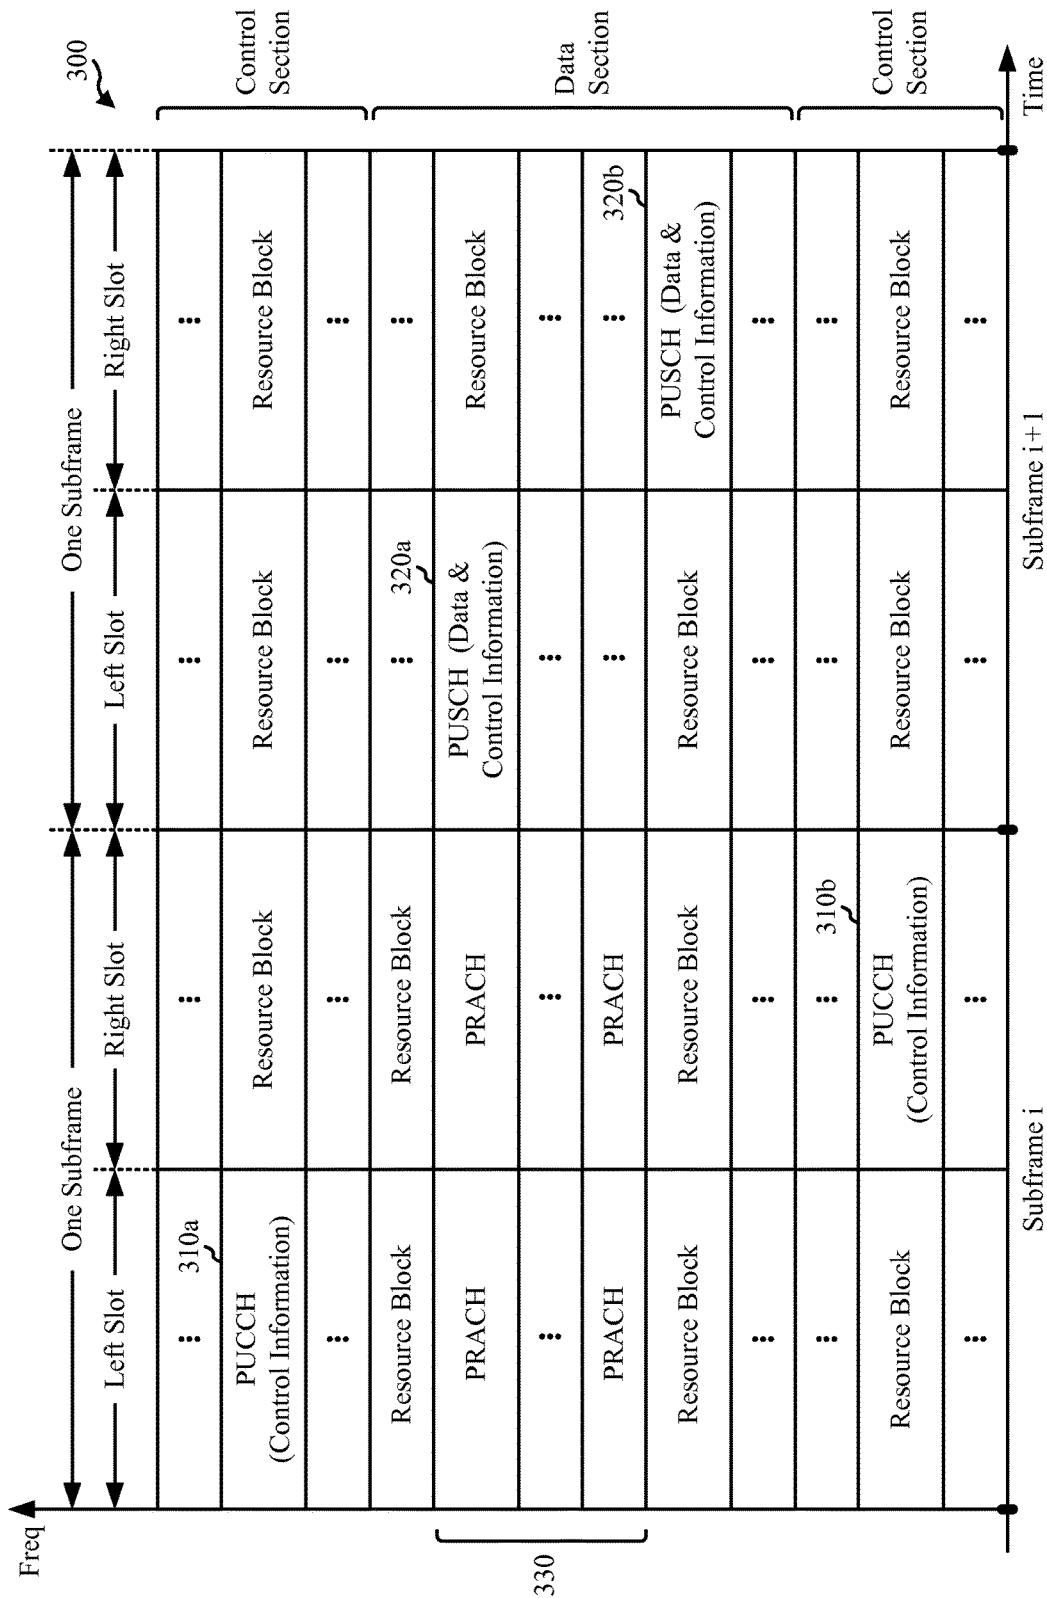 300
Freq
One Subframe
One Subframe
Left Slot
Right Slot
Left Slot
Right Slot
...
310a
...
...
...
Control
Section
PUCCH
(Control Information)
Resource Block
Resource Block
Resource Block
...
...
...
...
Resource Block
Resource Block
...
320a
...
Data
Section
330
PRACH
PRACH
PUSCH (Data &
Control Information)
Resource Block
...
...
...
...
PRACH
PRACH
...
...
320b
Resource Block
Resource Block
Resource Block
PUSCH (Data &
Control Information)
...
...
...
...
...
...
310b
...
...
Control
Section
Resource Block
PUCCH
(Control Information)
Resource Block
Resource Block
...
...
...
...
Subframe i
Subframe i+1
Time